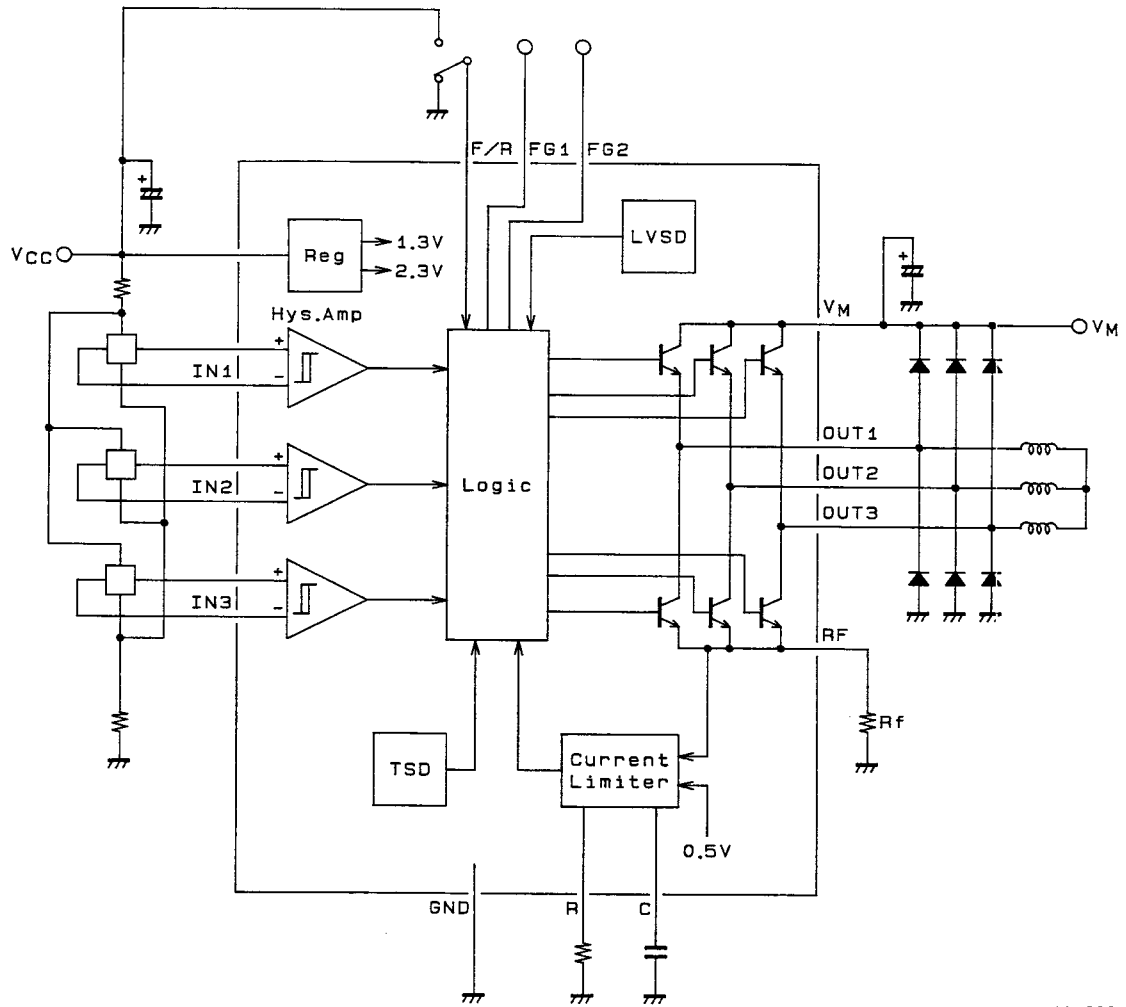 F/R FG1 FG2
LVSD
VCC
Reg
1.3V
2.3V
VM
VM
Hys.Amp
+
IN1
-
+
IN2
-
+
IN3
-
Logic
OUT1
OUT2
OUT3
RF
Rf
TSD
Current
Limiter
0.5V
GND
R
C
+
+